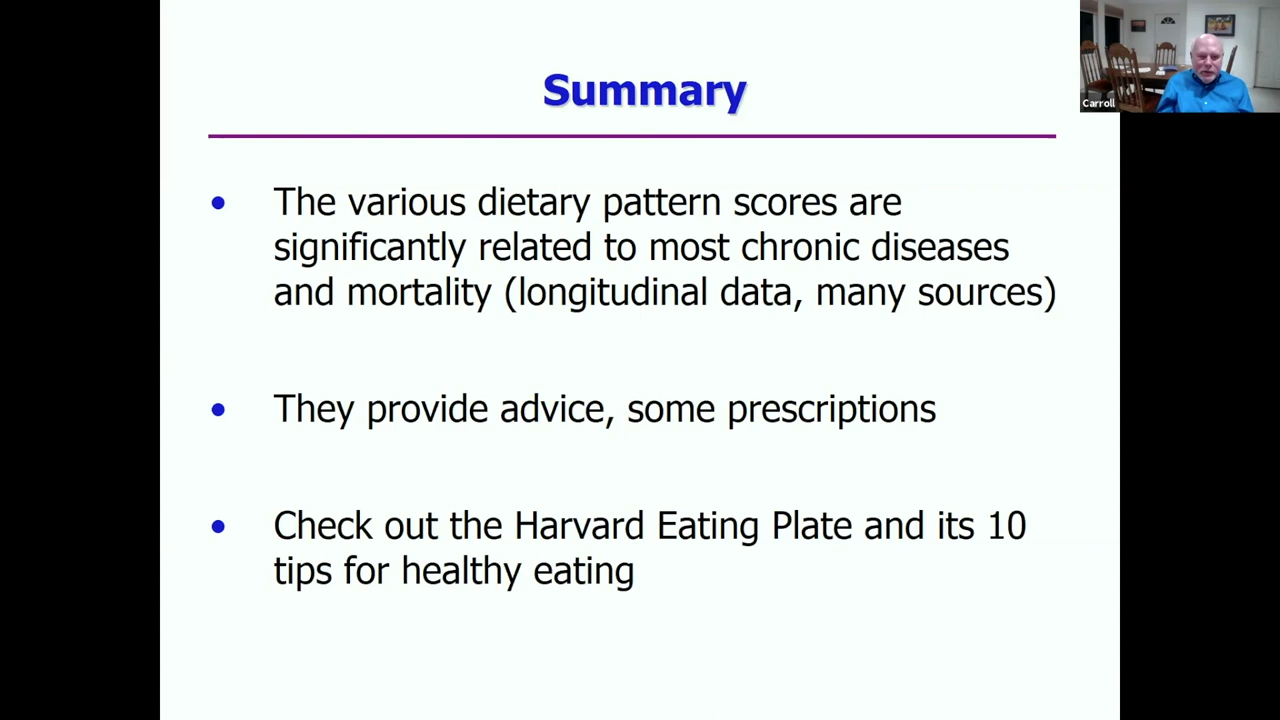 Summary
• The various dietary pattern scores are
significantly related to most chronic diseases
and mortality (longitudinal data, many sources)
• They provide advice, some prescriptions
• Check out the Harvard Eating Plate and its 10
tips for healthy eating
Carroll